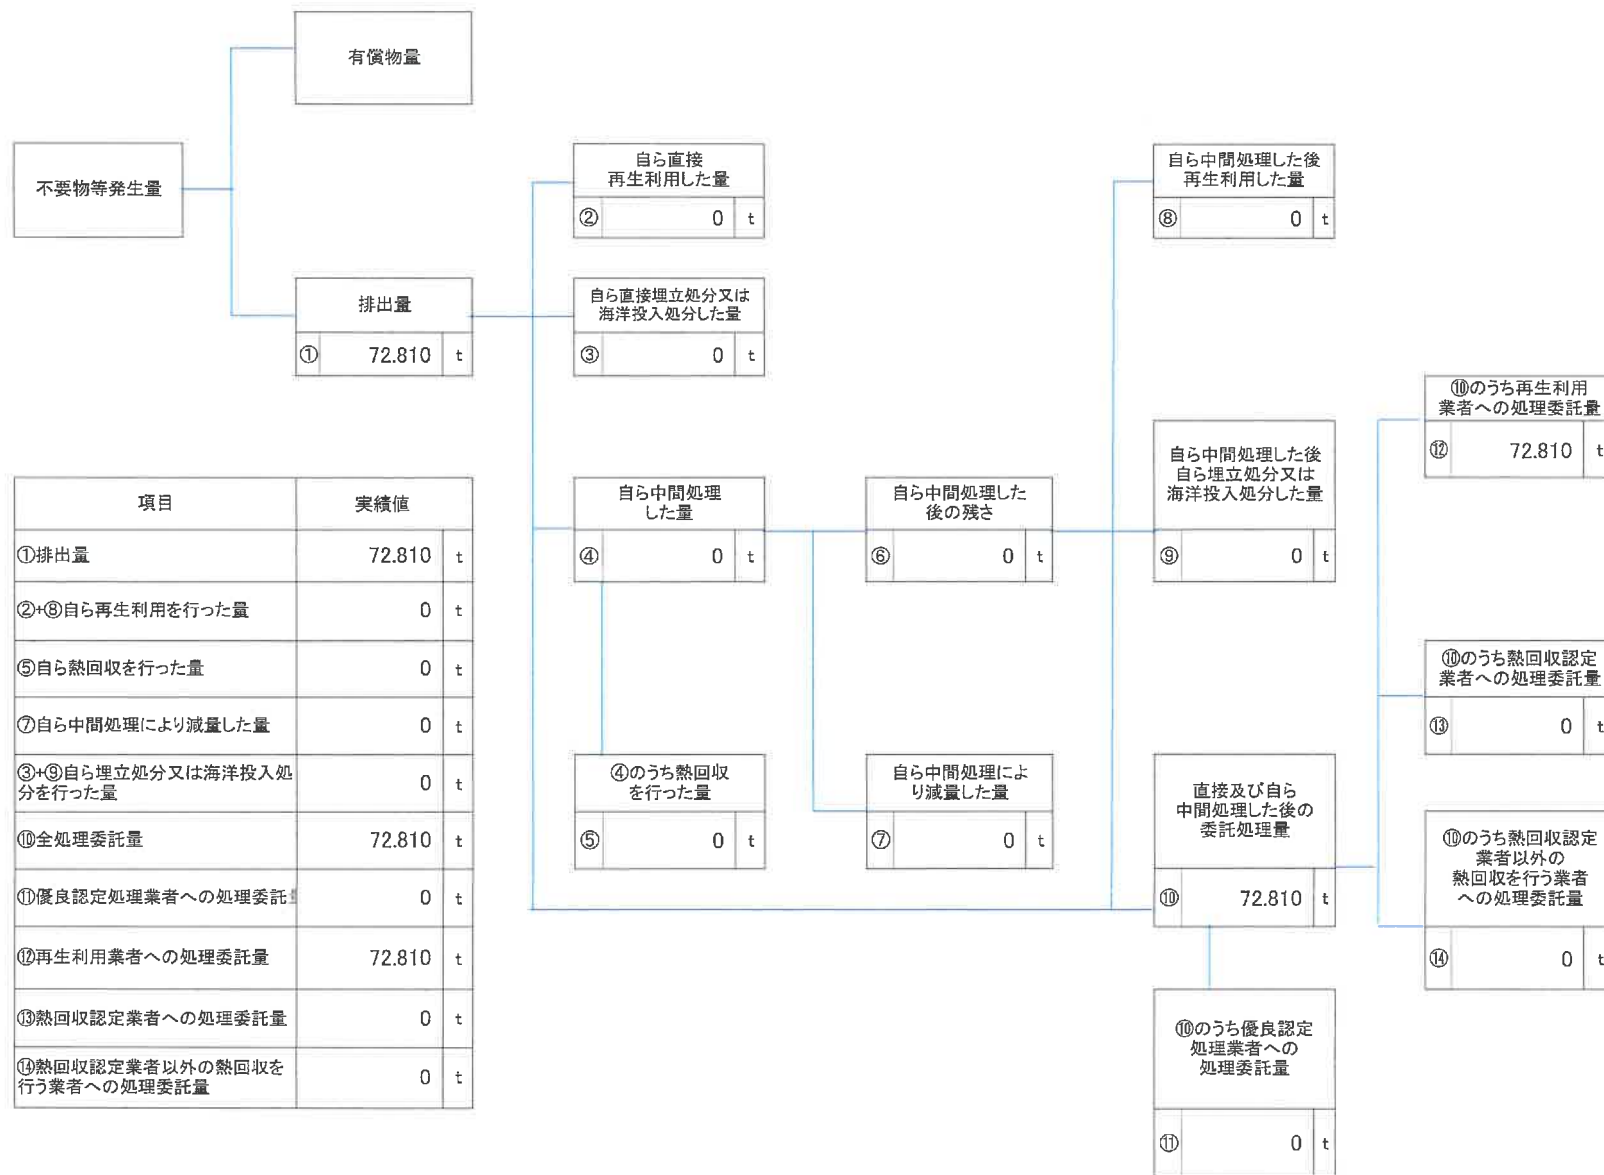 有償物量
不要物等発生量
排出量
① 72.810 t
自ら直接
再生利用した量
② 0 t
自ら直接埋立処分又は
海洋投入処分した量
③ 0 t
自ら中間処理
した量
④ 0 t
④のうち熱回収
を行った量
⑤ 0 t
自ら中間処理した
後の残さ
⑥ 0 t
自ら中間処理によ
り減量した量
⑦ 0 t
自ら中間処理した後
再生利用した量
⑧ 0 t
自ら中間処理した後
自ら埋立処分又は
海洋投入処分した量
⑨ 0 t
直接及び自ら
中間処理した後の
委託処理量
⑩ 72.810 t
⑩のうち優良認定
処理業者への
処理委託量
⑪ 0 t
⑩のうち再生利用
業者への処理委託量
⑫ 72.810 t
⑩のうち熱回収認定
業者への処理委託量
⑬ 0 t
⑩のうち熱回収認定
業者以外の
熱回収を行う業者
への処理委託量
⑭ 0 t
項目 実績値
①排出量 72.810 t
②+⑧自ら再生利用を行った量 0 t
⑤自ら熱回収を行った量 0 t
⑦自ら中間処理により減量した量 0 t
③+⑨自ら埋立処分又は海洋投入処
分を行った量 0 t
⑩全処理委託量 72.810 t
⑪優良認定処理業者への処理委託 0 t
⑫再生利用業者への処理委託量 72.810 t
⑬熱回収認定業者への処理委託量 0 t
⑭熱回収認定業者以外の熱回収を
行う業者への処理委託量 0 t